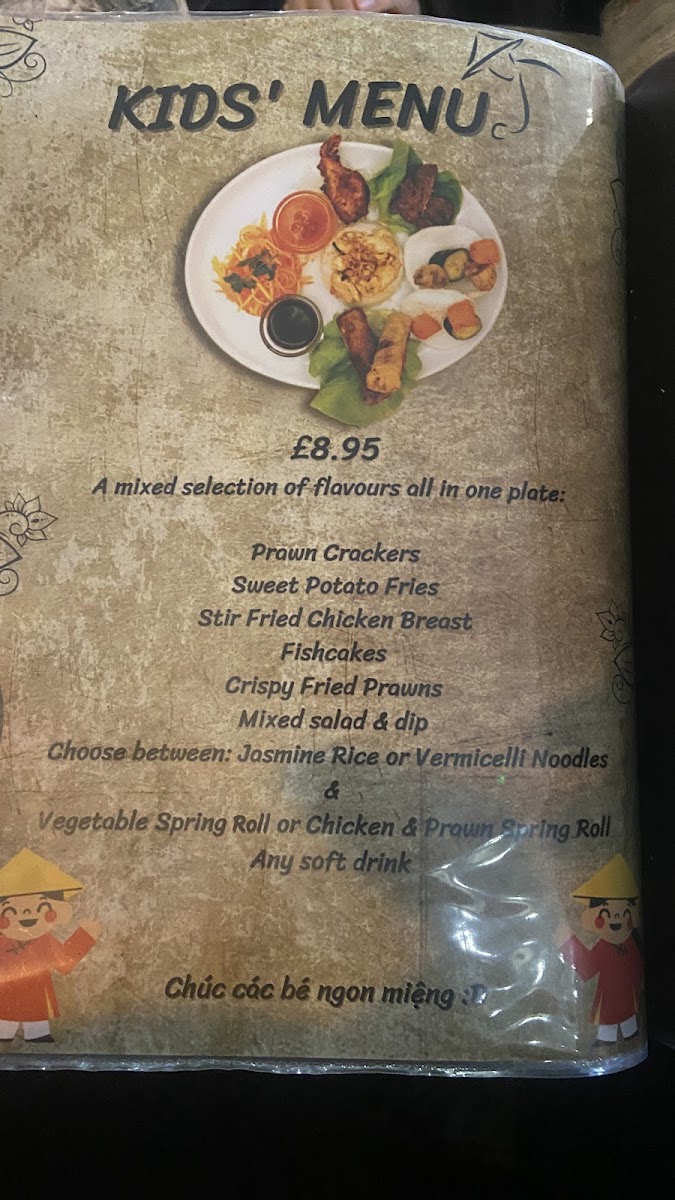 KIDS' MENU
£8.95
A mixed selection of flavours all in one plate:
Prawn Crackers
Sweet Potato Fries
Stir Fried Chicken Breast
Fishcakes
Crispy Fried Prawns
Mixed salad & dip
Choose between: Jasmine Rice or Vermicelli Noodles
&
Vegetable Spring Roll or Chicken & Prawn Spring Roll
Any soft drink
Chúc các bé ngon miệng :D